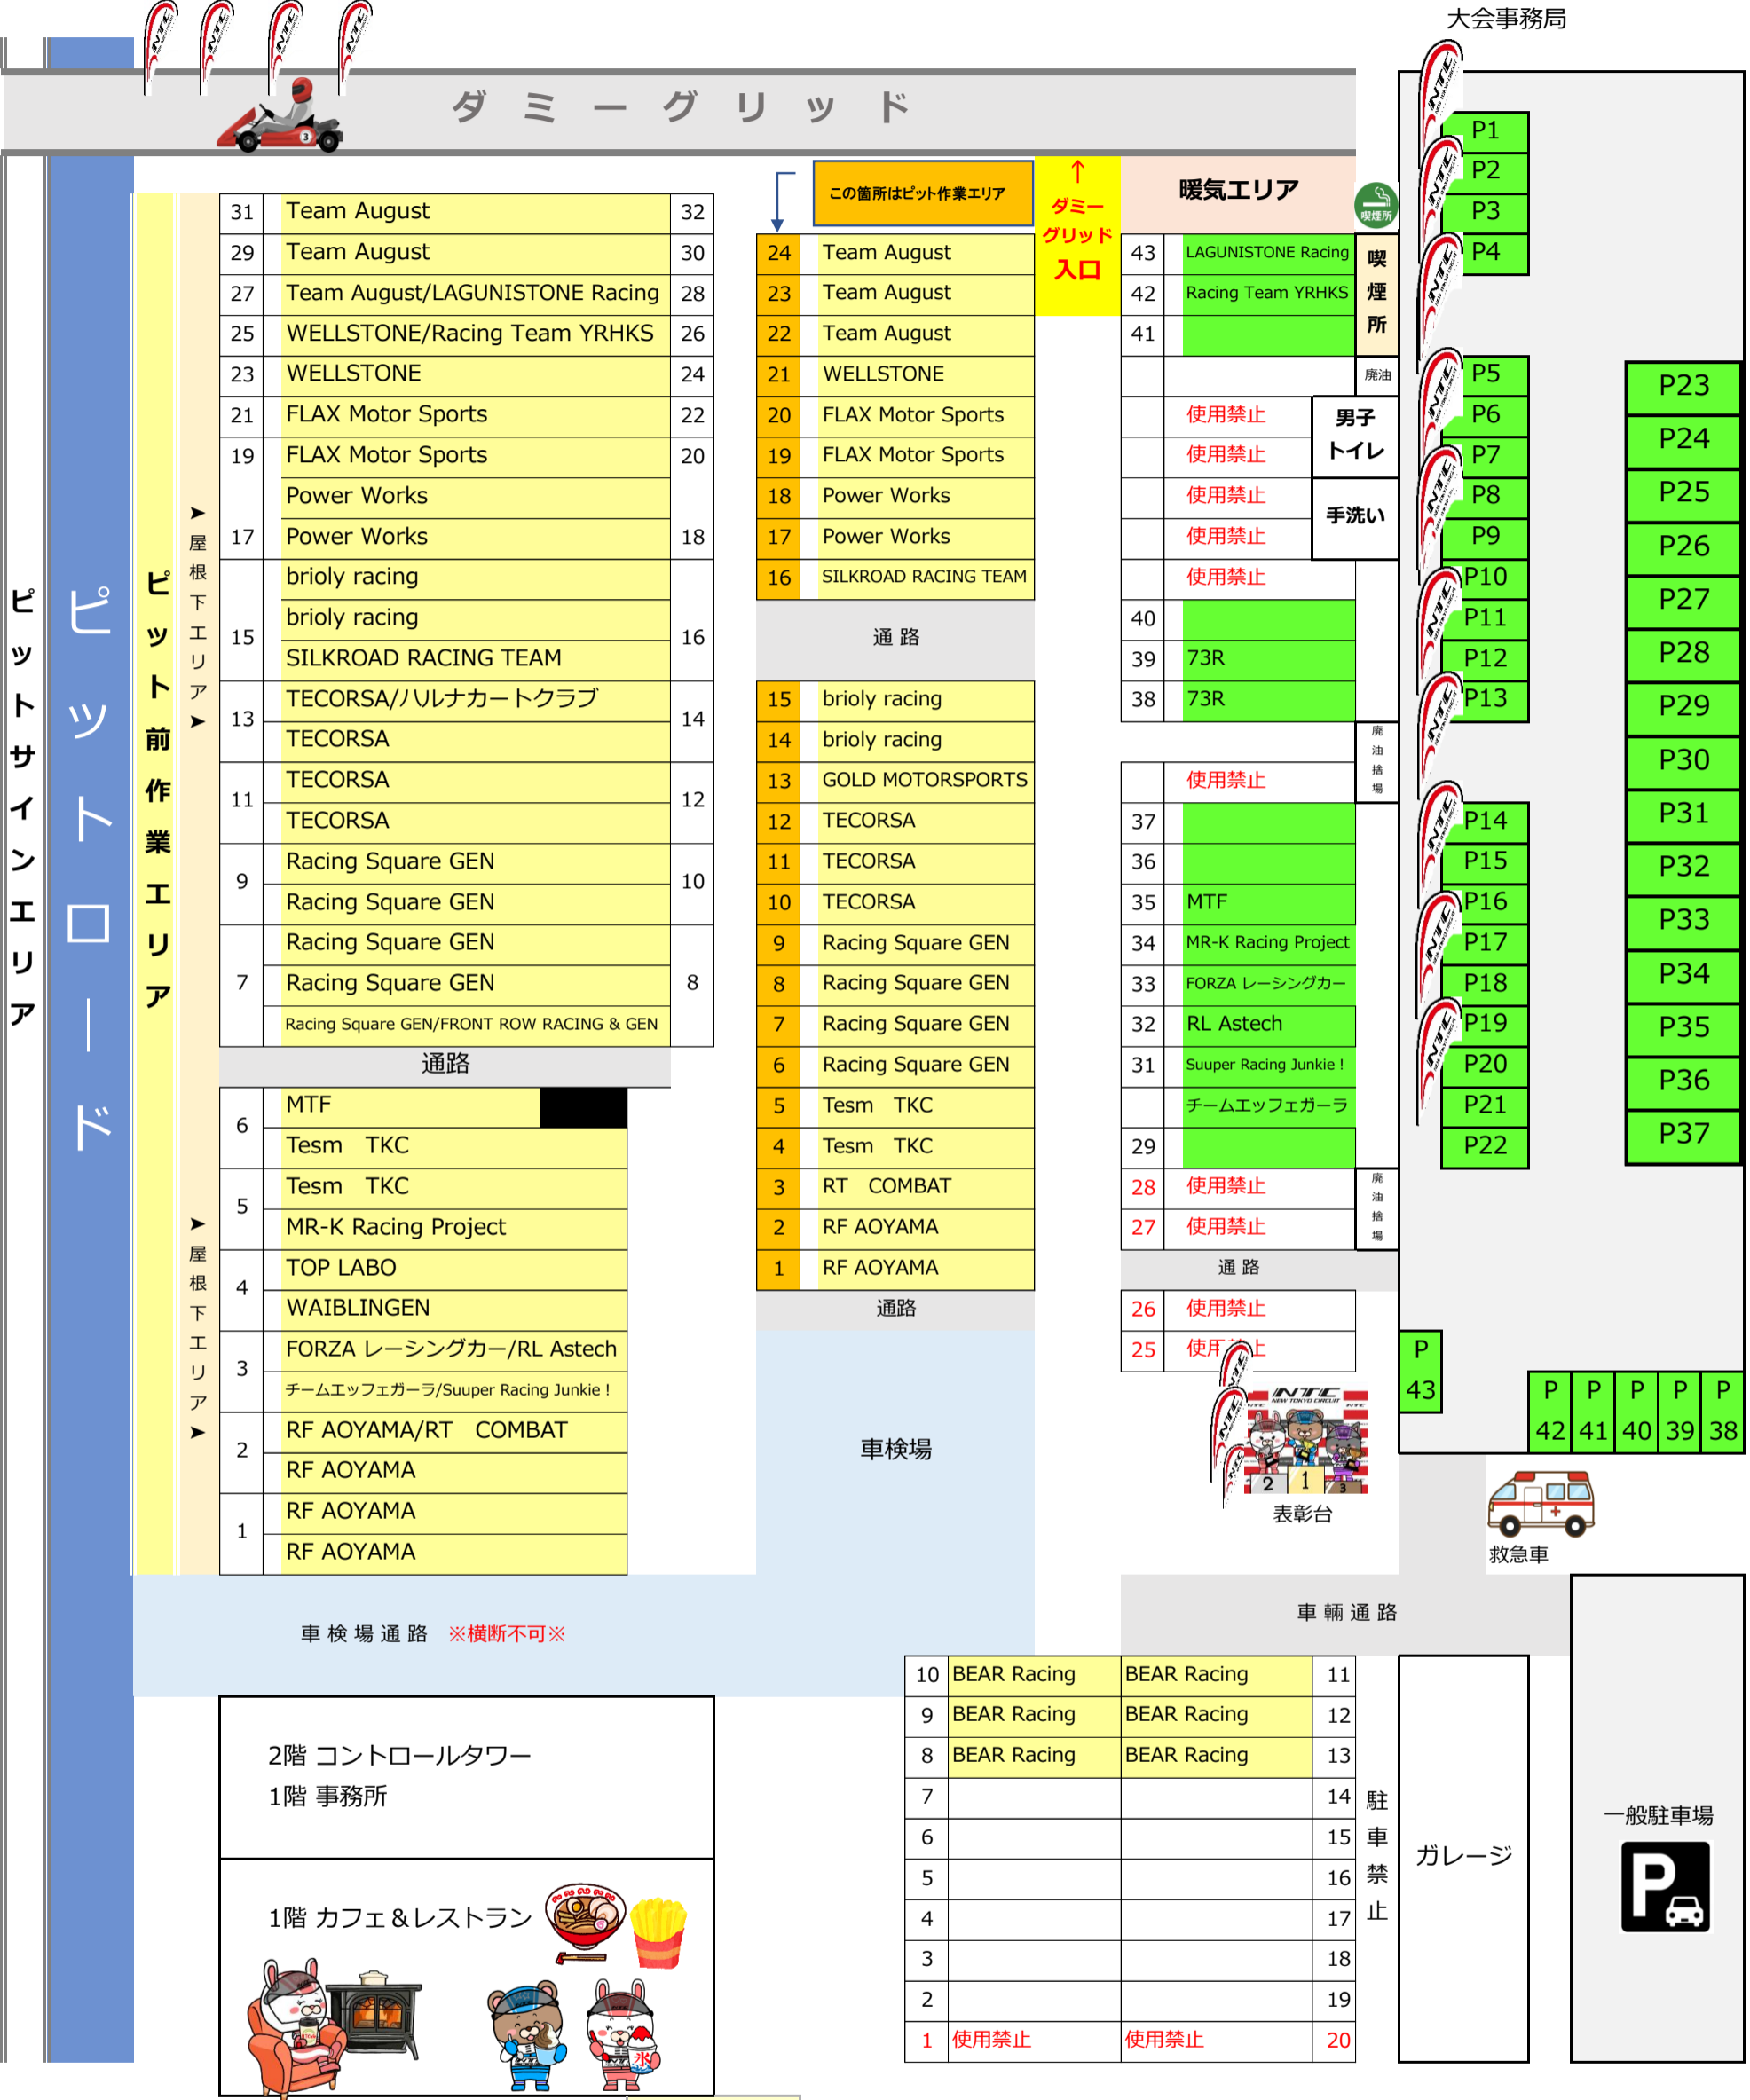 大会事務局
ダミーグリッド
ピットサインエリア
ピットロード
ピット前作業エリア
➤屋根下エリア➤
➤屋根下エリア➤
31 Team August 32
29 Team August 30
27 Team August/LAGUNISTONE Racing 28
25 WELLSTONE/Racing Team YRHKS 26
23 WELLSTONE 24
21 FLAX Motor Sports 22
19 FLAX Motor Sports 20
Power Works
17 Power Works 18
brioly racing
15 brioly racing 16
SILKROAD RACING TEAM
13 TECORSA/ハルナカートクラブ 14
TECORSA
11 TECORSA 12
TECORSA
9 Racing Square GEN 10
Racing Square GEN
Racing Square GEN
7 Racing Square GEN 8
Racing Square GEN/FRONT ROW RACING & GEN
通路
6 MTF
Tesm TKC
5 Tesm TKC
MR-K Racing Project
4 TOP LABO
WAIBLINGEN
3 FORZA レーシングカー/RL Astech
チームエッフェガーラ/Suuper Racing Junkie !
2 RF AOYAMA/RT COMBAT
RF AOYAMA
1 RF AOYAMA
RF AOYAMA
この箇所はピット作業エリア
24 Team August
23 Team August
22 Team August
21 WELLSTONE
20 FLAX Motor Sports
19 FLAX Motor Sports
18 Power Works
17 Power Works
16 SILKROAD RACING TEAM
通路
15 brioly racing
14 brioly racing
13 GOLD MOTORSPORTS
12 TECORSA
11 TECORSA
10 TECORSA
9 Racing Square GEN
8 Racing Square GEN
7 Racing Square GEN
6 Racing Square GEN
5 Tesm TKC
4 Tesm TKC
3 RT COMBAT
2 RF AOYAMA
1 RF AOYAMA
通路
車検場
↑
ダミー
グリッド
入口
暖気エリア
喫煙所
43 LAGUNISTONE Racing
42 Racing Team YRHKS
41
喫煙所
廃油
使用禁止
使用禁止
男子
トイレ
使用禁止
使用禁止
手洗い
使用禁止
40
39 73R
38 73R
廃油捨場
使用禁止
37
36
35 MTF
34 MR-K Racing Project
33 FORZA レーシングカー
32 RL Astech
31 Suuper Racing Junkie !
チームエッフェガーラ
29
28 使用禁止
27 使用禁止
廃油捨場
通路
26 使用禁止
25 使用禁止
NTC
NEW TOKYO CIRCUIT
2 1 3
表彰台
P1
P2
P3
P4
P5
P6
P7
P8
P9
P10
P11
P12
P13
P14
P15
P16
P17
P18
P19
P20
P21
P22
P23
P24
P25
P26
P27
P28
P29
P30
P31
P32
P33
P34
P35
P36
P37
P
43
P P P P P
42 41 40 39 38
救急車
車輌通路
車検場通路 ※横断不可※
10 BEAR Racing BEAR Racing 11
9 BEAR Racing BEAR Racing 12
8 BEAR Racing BEAR Racing 13
7 14
6 15
5 16
4 17
3 18
2 19
1 使用禁止 使用禁止 20
駐車禁止
ガレージ
一般駐車場
P
2階 コントロールタワー
1階 事務所
1階 カフェ＆レストラン
氷